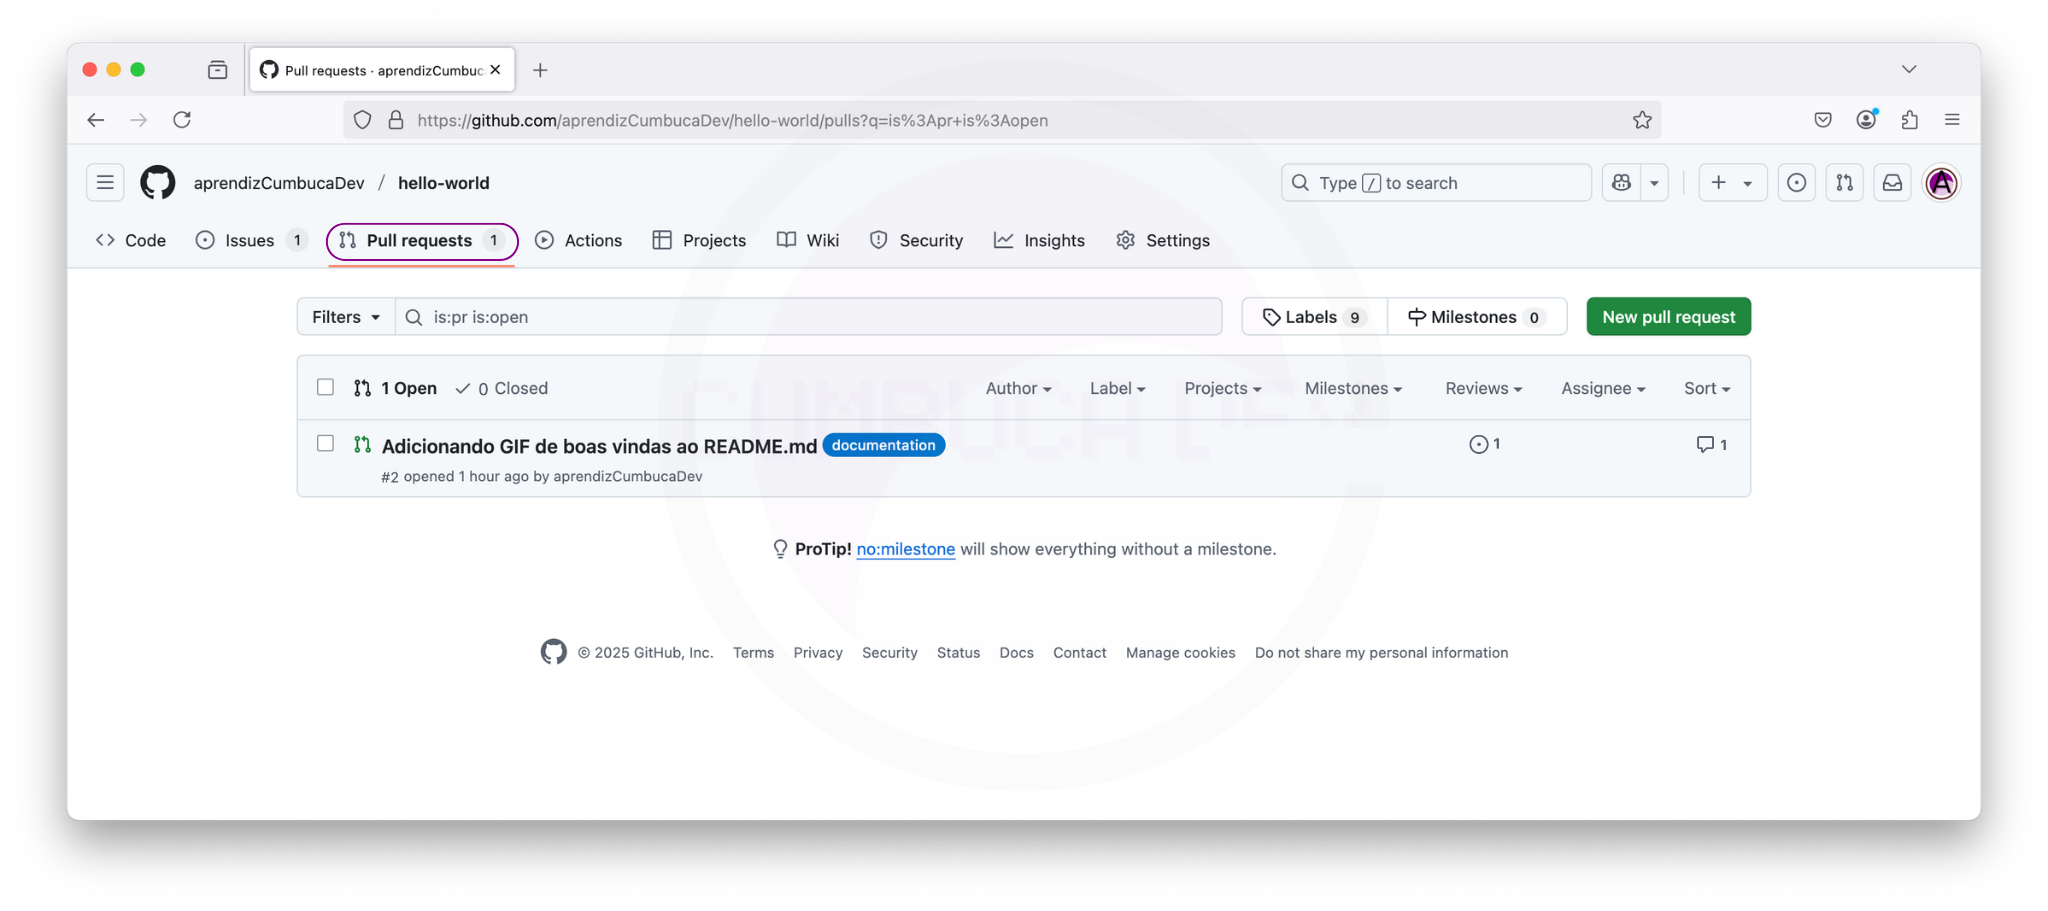 Pull requests · aprendizCumbuc
https://github.com/aprendizCumbucaDev/hello-world/pulls?q=is%3Apr+is%3Aopen
aprendizCumbucaDev / hello-world
Type / to search
Code
Issues 1
Pull requests 1
Actions
Projects
Wiki
Security
Insights
Settings
Filters
is:pr is:open
Labels 9
Milestones 0
New pull request
1 Open
0 Closed
Author
Label
Projects
Milestones
Reviews
Assignee
Sort
Adicionando GIF de boas vindas ao README.md documentation
1
1
#2 opened 1 hour ago by aprendizCumbucaDev
ProTip! no:milestone will show everything without a milestone.
© 2025 GitHub, Inc.
Terms
Privacy
Security
Status
Docs
Contact
Manage cookies
Do not share my personal information
CUMBUCA DEV